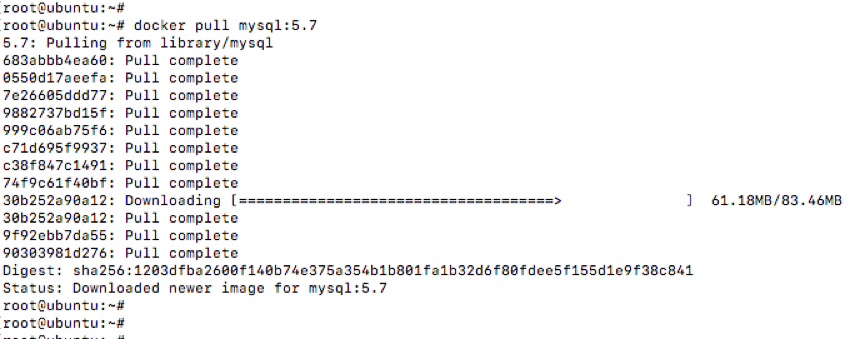 [root@ubuntu:~#
[root@ubuntu:~# docker pull mysql:5.7
5.7: Pulling from library/mysql
683abbb4ea60: Pull complete
0550d17aeefa: Pull complete
7e26605ddd77: Pull complete
9882737bd15f: Pull complete
999c06ab75f6: Pull complete
c71d695f9937: Pull complete
c38f847c1491: Pull complete
74f9c61f40bf: Pull complete
30b252a90a12: Downloading [====================================>              ]  61.18MB/83.46MB
30b252a90a12: Pull complete
9f92ebb7da55: Pull complete
90303981d276: Pull complete
Digest: sha256:1203dfba2600f140b74e375a354b1b801fa1b32d6f80fdee5f155d1e9f38c841
Status: Downloaded newer image for mysql:5.7
root@ubuntu:~#
[root@ubuntu:~#
[root@ubuntu:~#